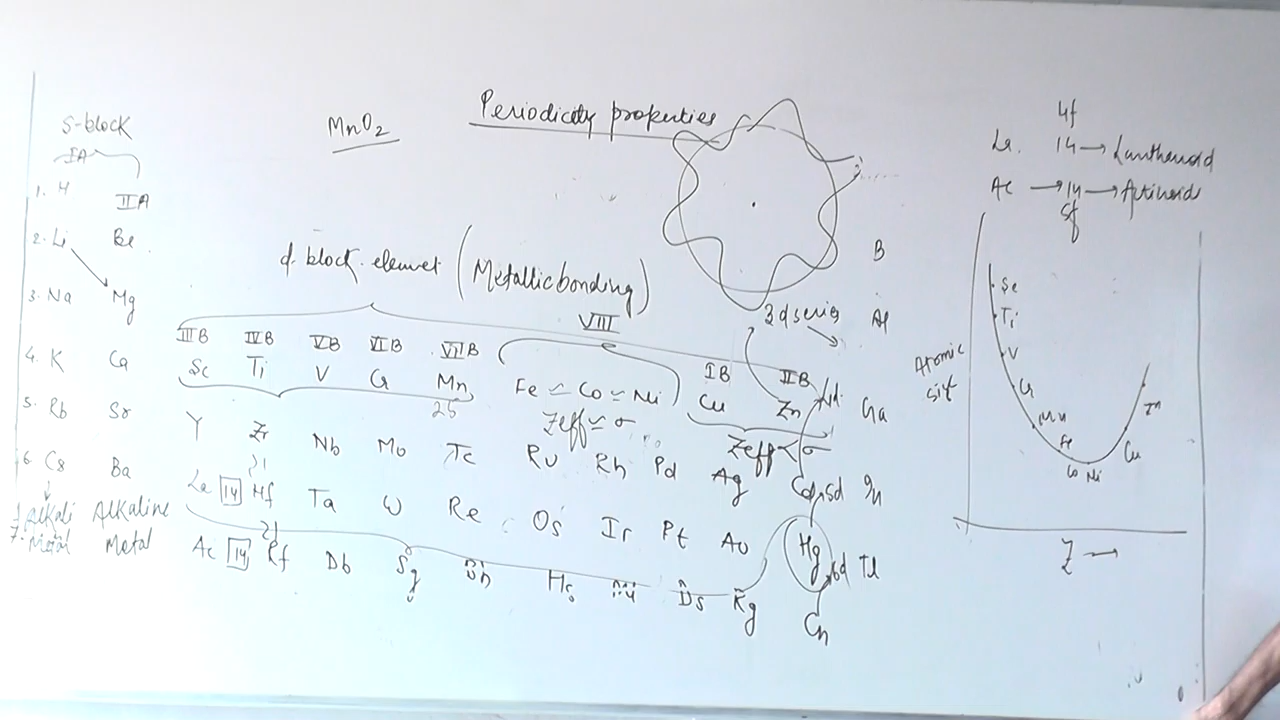 S-block
IA
1. H
IIA
2. Li Be
3. Na Mg
4. K Ca
5. Rb Sr
6. Cs Ba
Alkali Alkaline
7. Metal Metal
MnO2
Periodicity properties
d block element (Metallic bonding)
3d series
IIIB IVB VB VIB VIIB VIII IB IIB
Sc Ti V Cr Mn Fe ≃ Co ≃ Ni Cu Zn Ga
25
Zeff ≃ σ
Zeff < σ
Y Zr Nb Mo Tc Ru Rh Pd Ag Cd 5d In
La 14 Hf Ta W Re Os Ir Pt Au Hg 6d Tl
Ac 14 Rf Db Sg Bh Hs Mt Ds Rg Cn
B
Al
4f
La. 14 → Lanthanoid
Ac → 14 → Actinoid
5f
Atomic
size
Sc
Ti
V
Cr
Mn
Fe
Co Ni
Cu
Zn
Z →